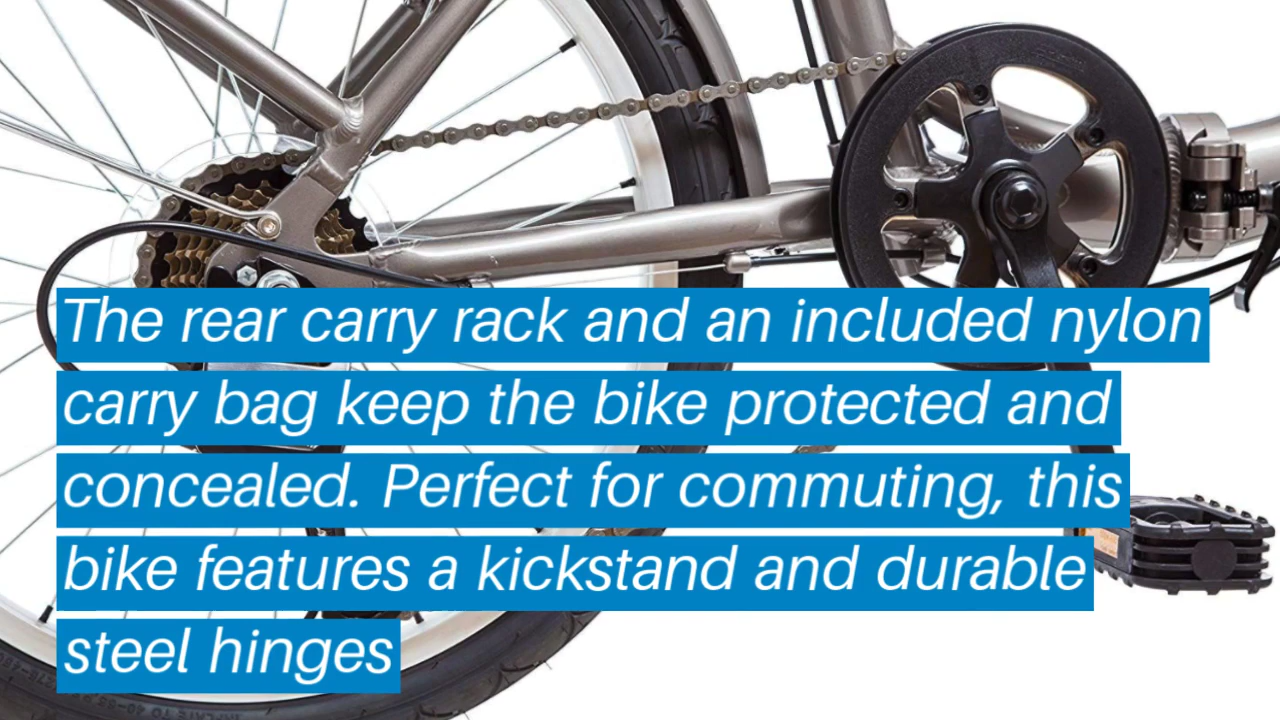 The rear carry rack and an included nylon
carry bag keep the bike protected and
concealed. Perfect for commuting, this
bike features a kickstand and durable
steel hinges